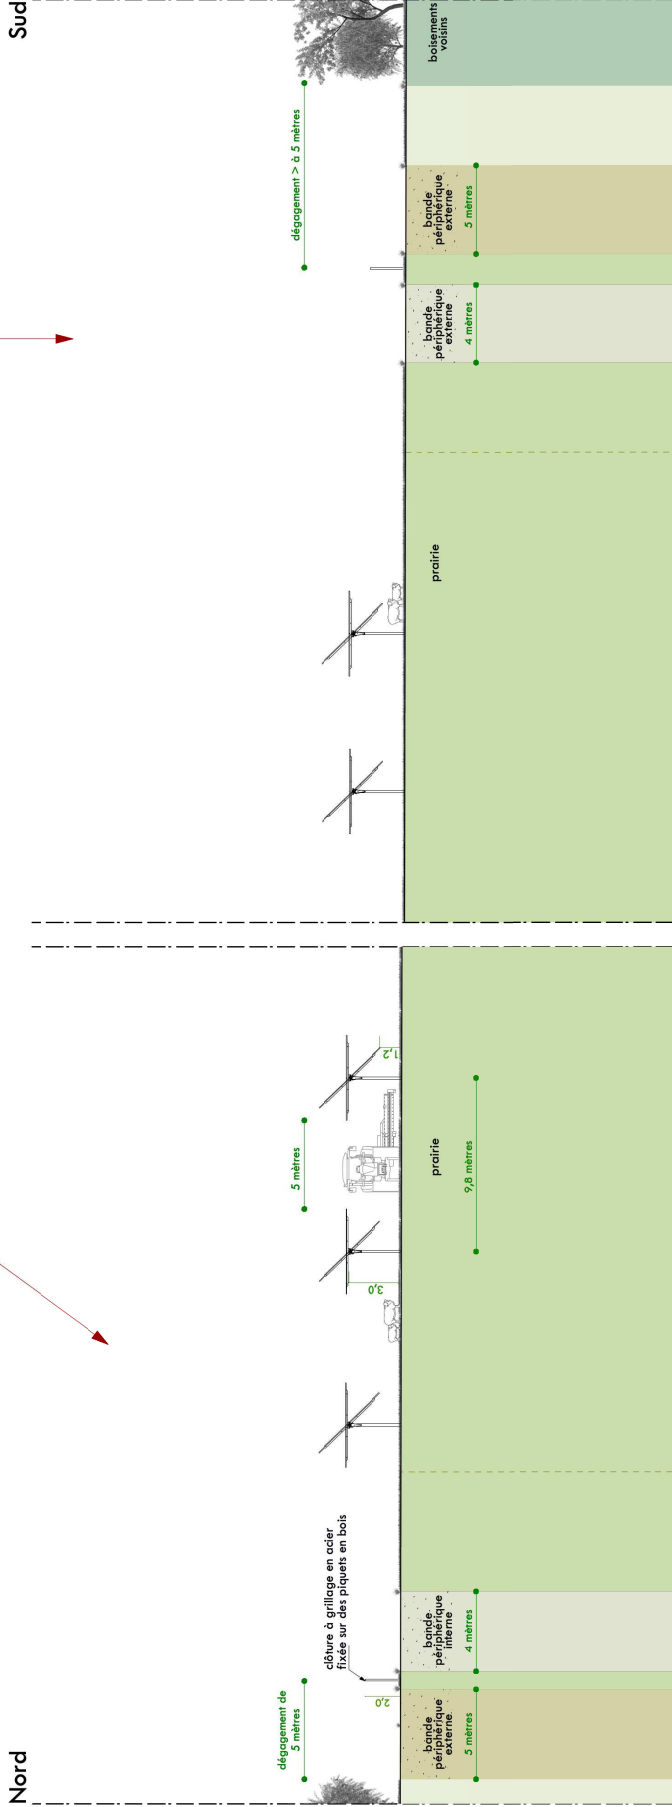 Nord
dégagement de
5 mètres
clôture à grillage en acier
fixée sur des piquets en bois
2,0
bande
périphérique
externe
5 mètres
bande
périphérique
interne
4 mètres
3,0
5 mètres
1,2
prairie
9,8 mètres
prairie
bande
périphérique
externe
4 mètres
dégagement > à 5 mètres
bande
périphérique
externe
5 mètres
boisements
voisins
Sud